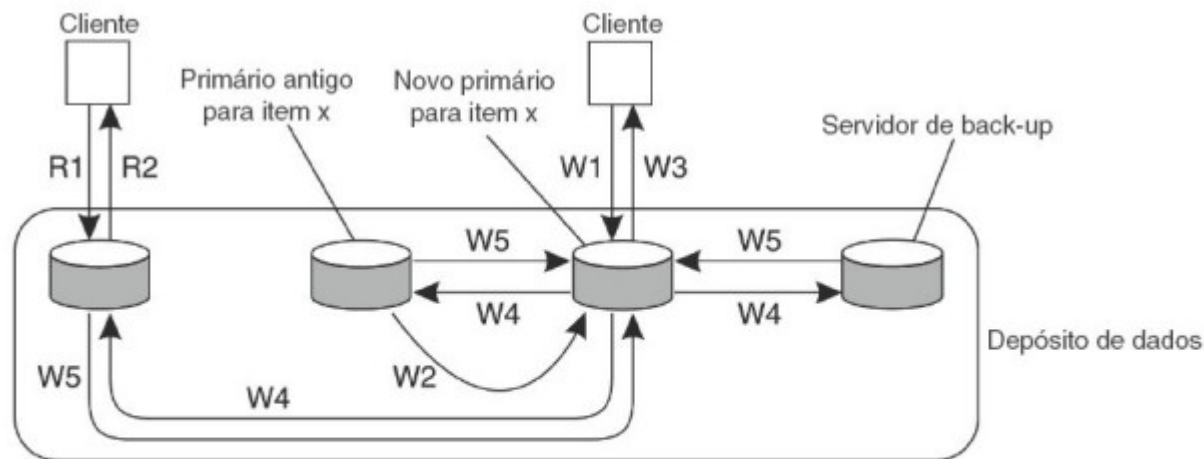 Cliente
Cliente
Primário antigo
para item x
Novo primário
para item x
Servidor de back-up
R1
R2
W1
W3
W5
W5
W4
W4
Depósito de dados
W5
W4
W2